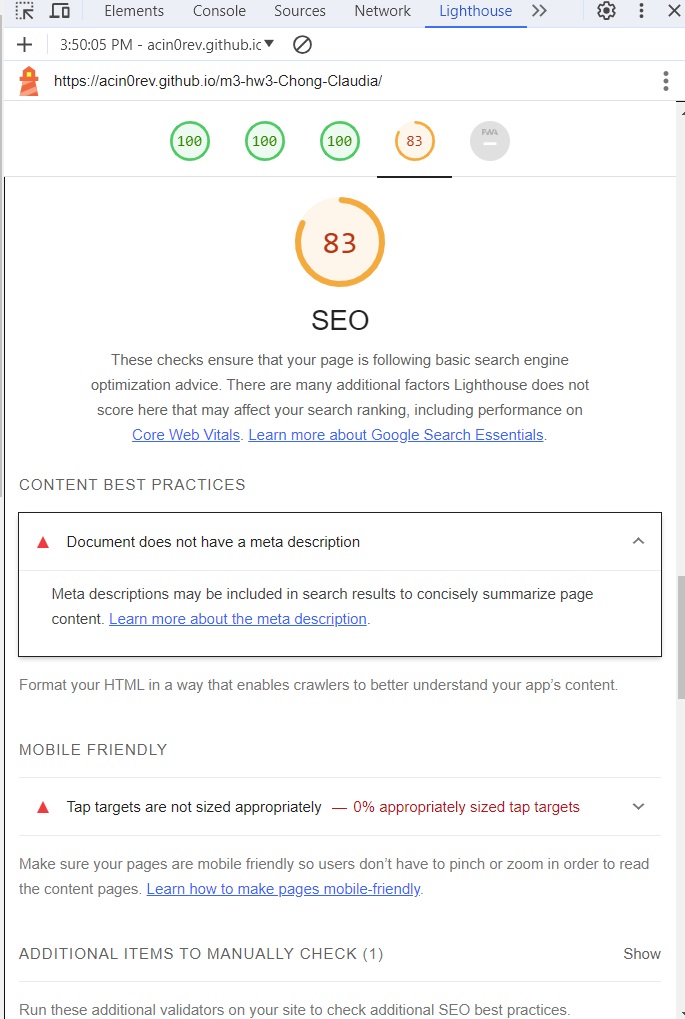 Elements Console Sources Network Lighthouse
3:50:05 PM - acin0rev.github.ic
https://acin0rev.github.io/m3-hw3-Chong-Claudia/
100 100 100 83 PWA
83
SEO
These checks ensure that your page is following basic search engine
optimization advice. There are many additional factors Lighthouse does not
score here that may affect your search ranking, including performance on
Core Web Vitals. Learn more about Google Search Essentials.
CONTENT BEST PRACTICES
Document does not have a meta description
Meta descriptions may be included in search results to concisely summarize page
content. Learn more about the meta description.
Format your HTML in a way that enables crawlers to better understand your app’s content.
MOBILE FRIENDLY
Tap targets are not sized appropriately — 0% appropriately sized tap targets
Make sure your pages are mobile friendly so users don’t have to pinch or zoom in order to read
the content pages. Learn how to make pages mobile-friendly.
ADDITIONAL ITEMS TO MANUALLY CHECK (1) Show
Run these additional validators on your site to check additional SEO best practices.